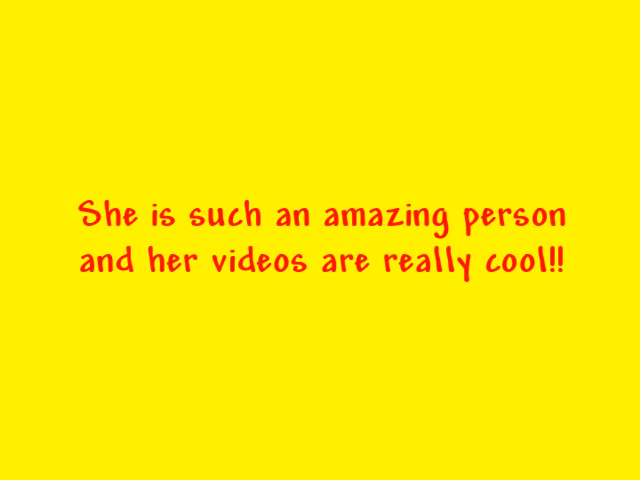 She is such an amazing person
and her videos are really cool!!